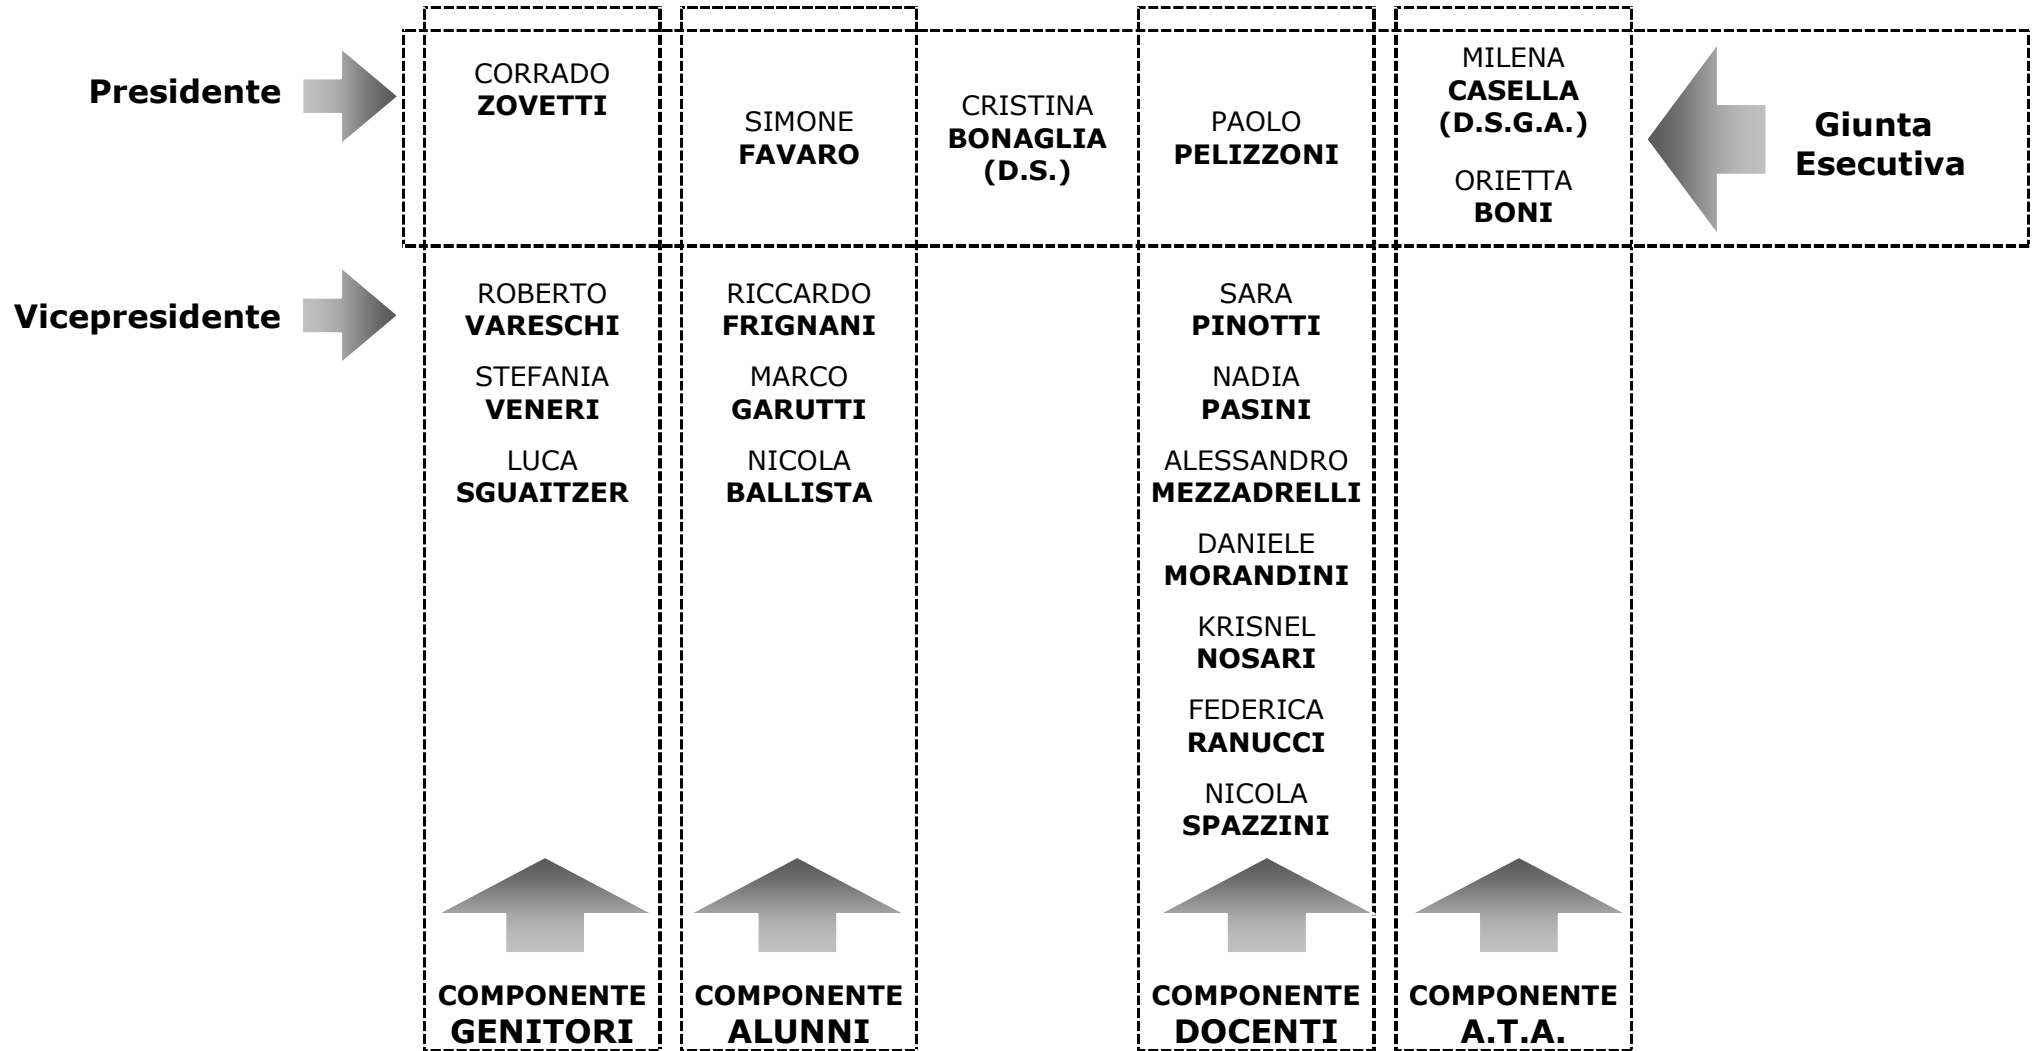 Presidente
CORRADO
ZOVETTI
SIMONE
FAVARO
CRISTINA
BONAGLIA
(D.S.)
PAOLO
PELIZZONI
MILENA
CASELLA
(D.S.G.A.)
ORIETTA
BONI
Giunta
Esecutiva
Vicepresidente
ROBERTO
VARESCHI
STEFANIA
VENERI
LUCA
SGUAITZER
RICCARDO
FRIGNANI
MARCO
GARUTTI
NICOLA
BALLISTA
SARA
PINOTTI
NADIA
PASINI
ALESSANDRO
MEZZADRELLI
DANIELE
MORANDINI
KRISNEL
NOSARI
FEDERICA
RANUCCI
NICOLA
SPAZZINI
COMPONENTE
GENITORI
COMPONENTE
ALUNNI
COMPONENTE
DOCENTI
COMPONENTE
A.T.A.